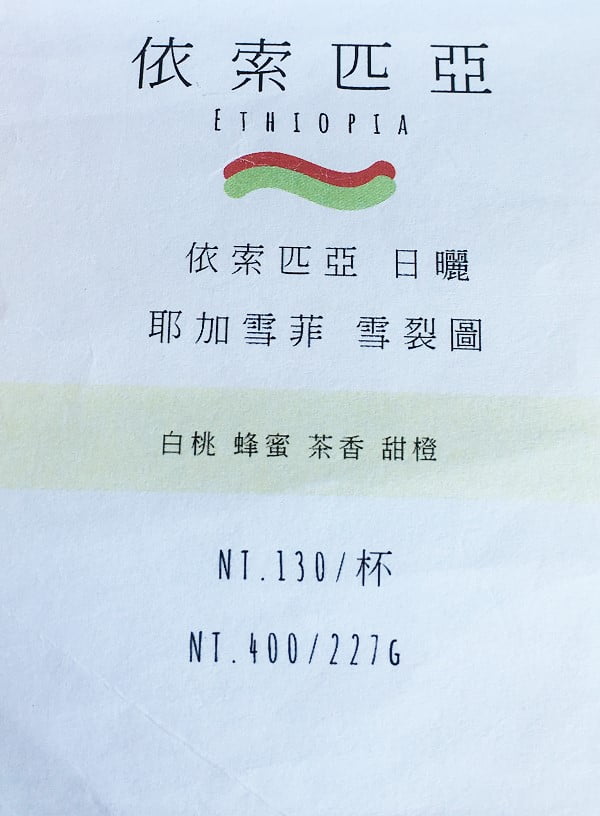 依索匹亞
ETHIOPIA
依索匹亞 日曬
耶加雪菲 雪裂圖
白桃 蜂蜜 茶香 甜橙
NT.130/杯
NT.400/227G